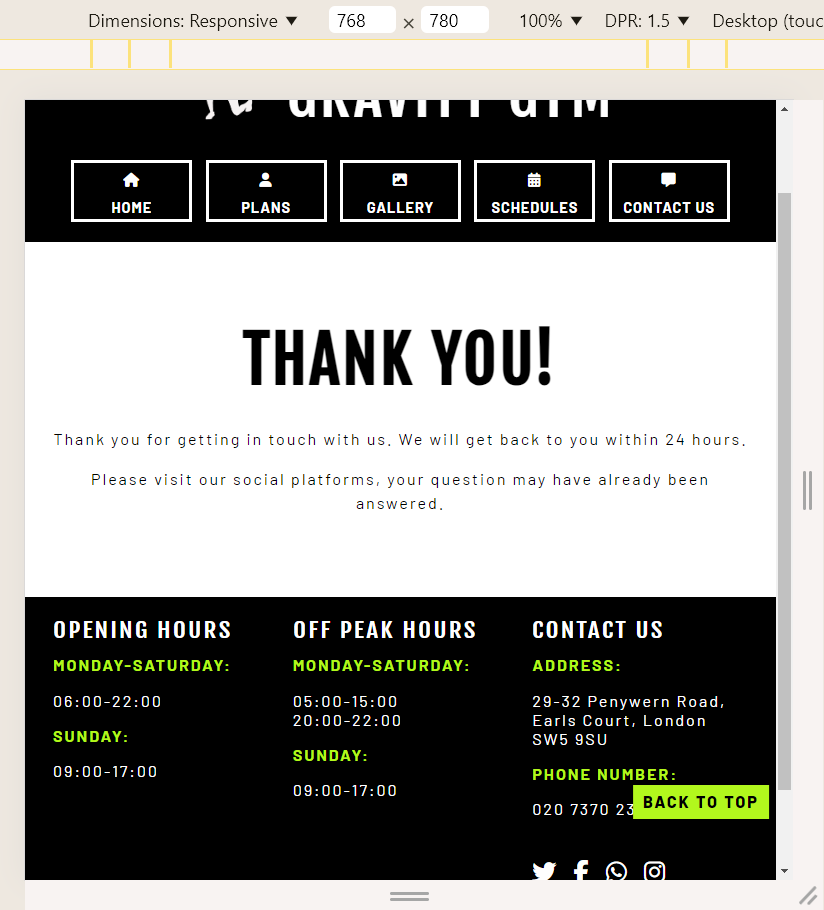 Dimensions: Responsive 768 × 780 100% DPR: 1.5 Desktop
GRAVITY GYM
HOME PLANS GALLERY SCHEDULES CONTACT US
THANK YOU!
Thank you for getting in touch with us. We will get back to you within 24 hours.
Please visit our social platforms, your question may have already been
answered.
OPENING HOURS
MONDAY-SATURDAY:
06:00-22:00
SUNDAY:
09:00-17:00
OFF PEAK HOURS
MONDAY-SATURDAY:
05:00-15:00
20:00-22:00
SUNDAY:
09:00-17:00
CONTACT US
ADDRESS:
29-32 Penywern Road,
Earls Court, London
SW5 9SU
PHONE NUMBER:
020 7370 23
BACK TO TOP